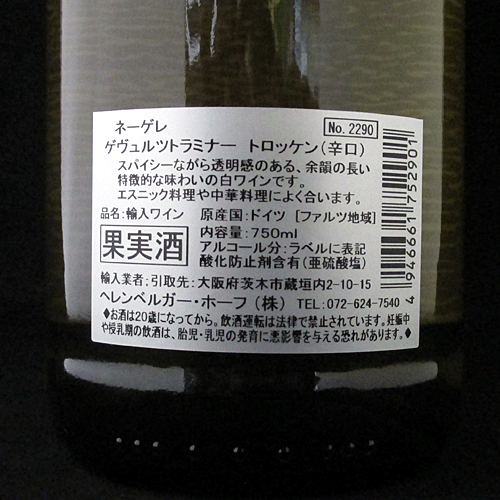 ネーゲレ No. 2290
ゲヴュルツトラミナー トロッケン(辛口)
スパイシーながら透明感のある、余韻の長い
特徴的な味わいの白ワインです。
エスニック料理や中華料理によく合います。
品名:輸入ワイン 原産国:ドイツ [ファルツ地域]
果実酒
内容量:750ml
アルコール分:ラベルに表記
酸化防止剤含有(亜硫酸塩)
輸入業者:引取先:大阪府茨木市蔵垣内2-10-15
ヘレンベルガー・ホーフ(株) TEL:072-624-7540
◆お酒は20歳になってから。飲酒運転は法律で禁止されています。妊娠中
や授乳期の飲酒は、胎児・乳児の発育に悪影響を与える恐れがあります。
4946661752901